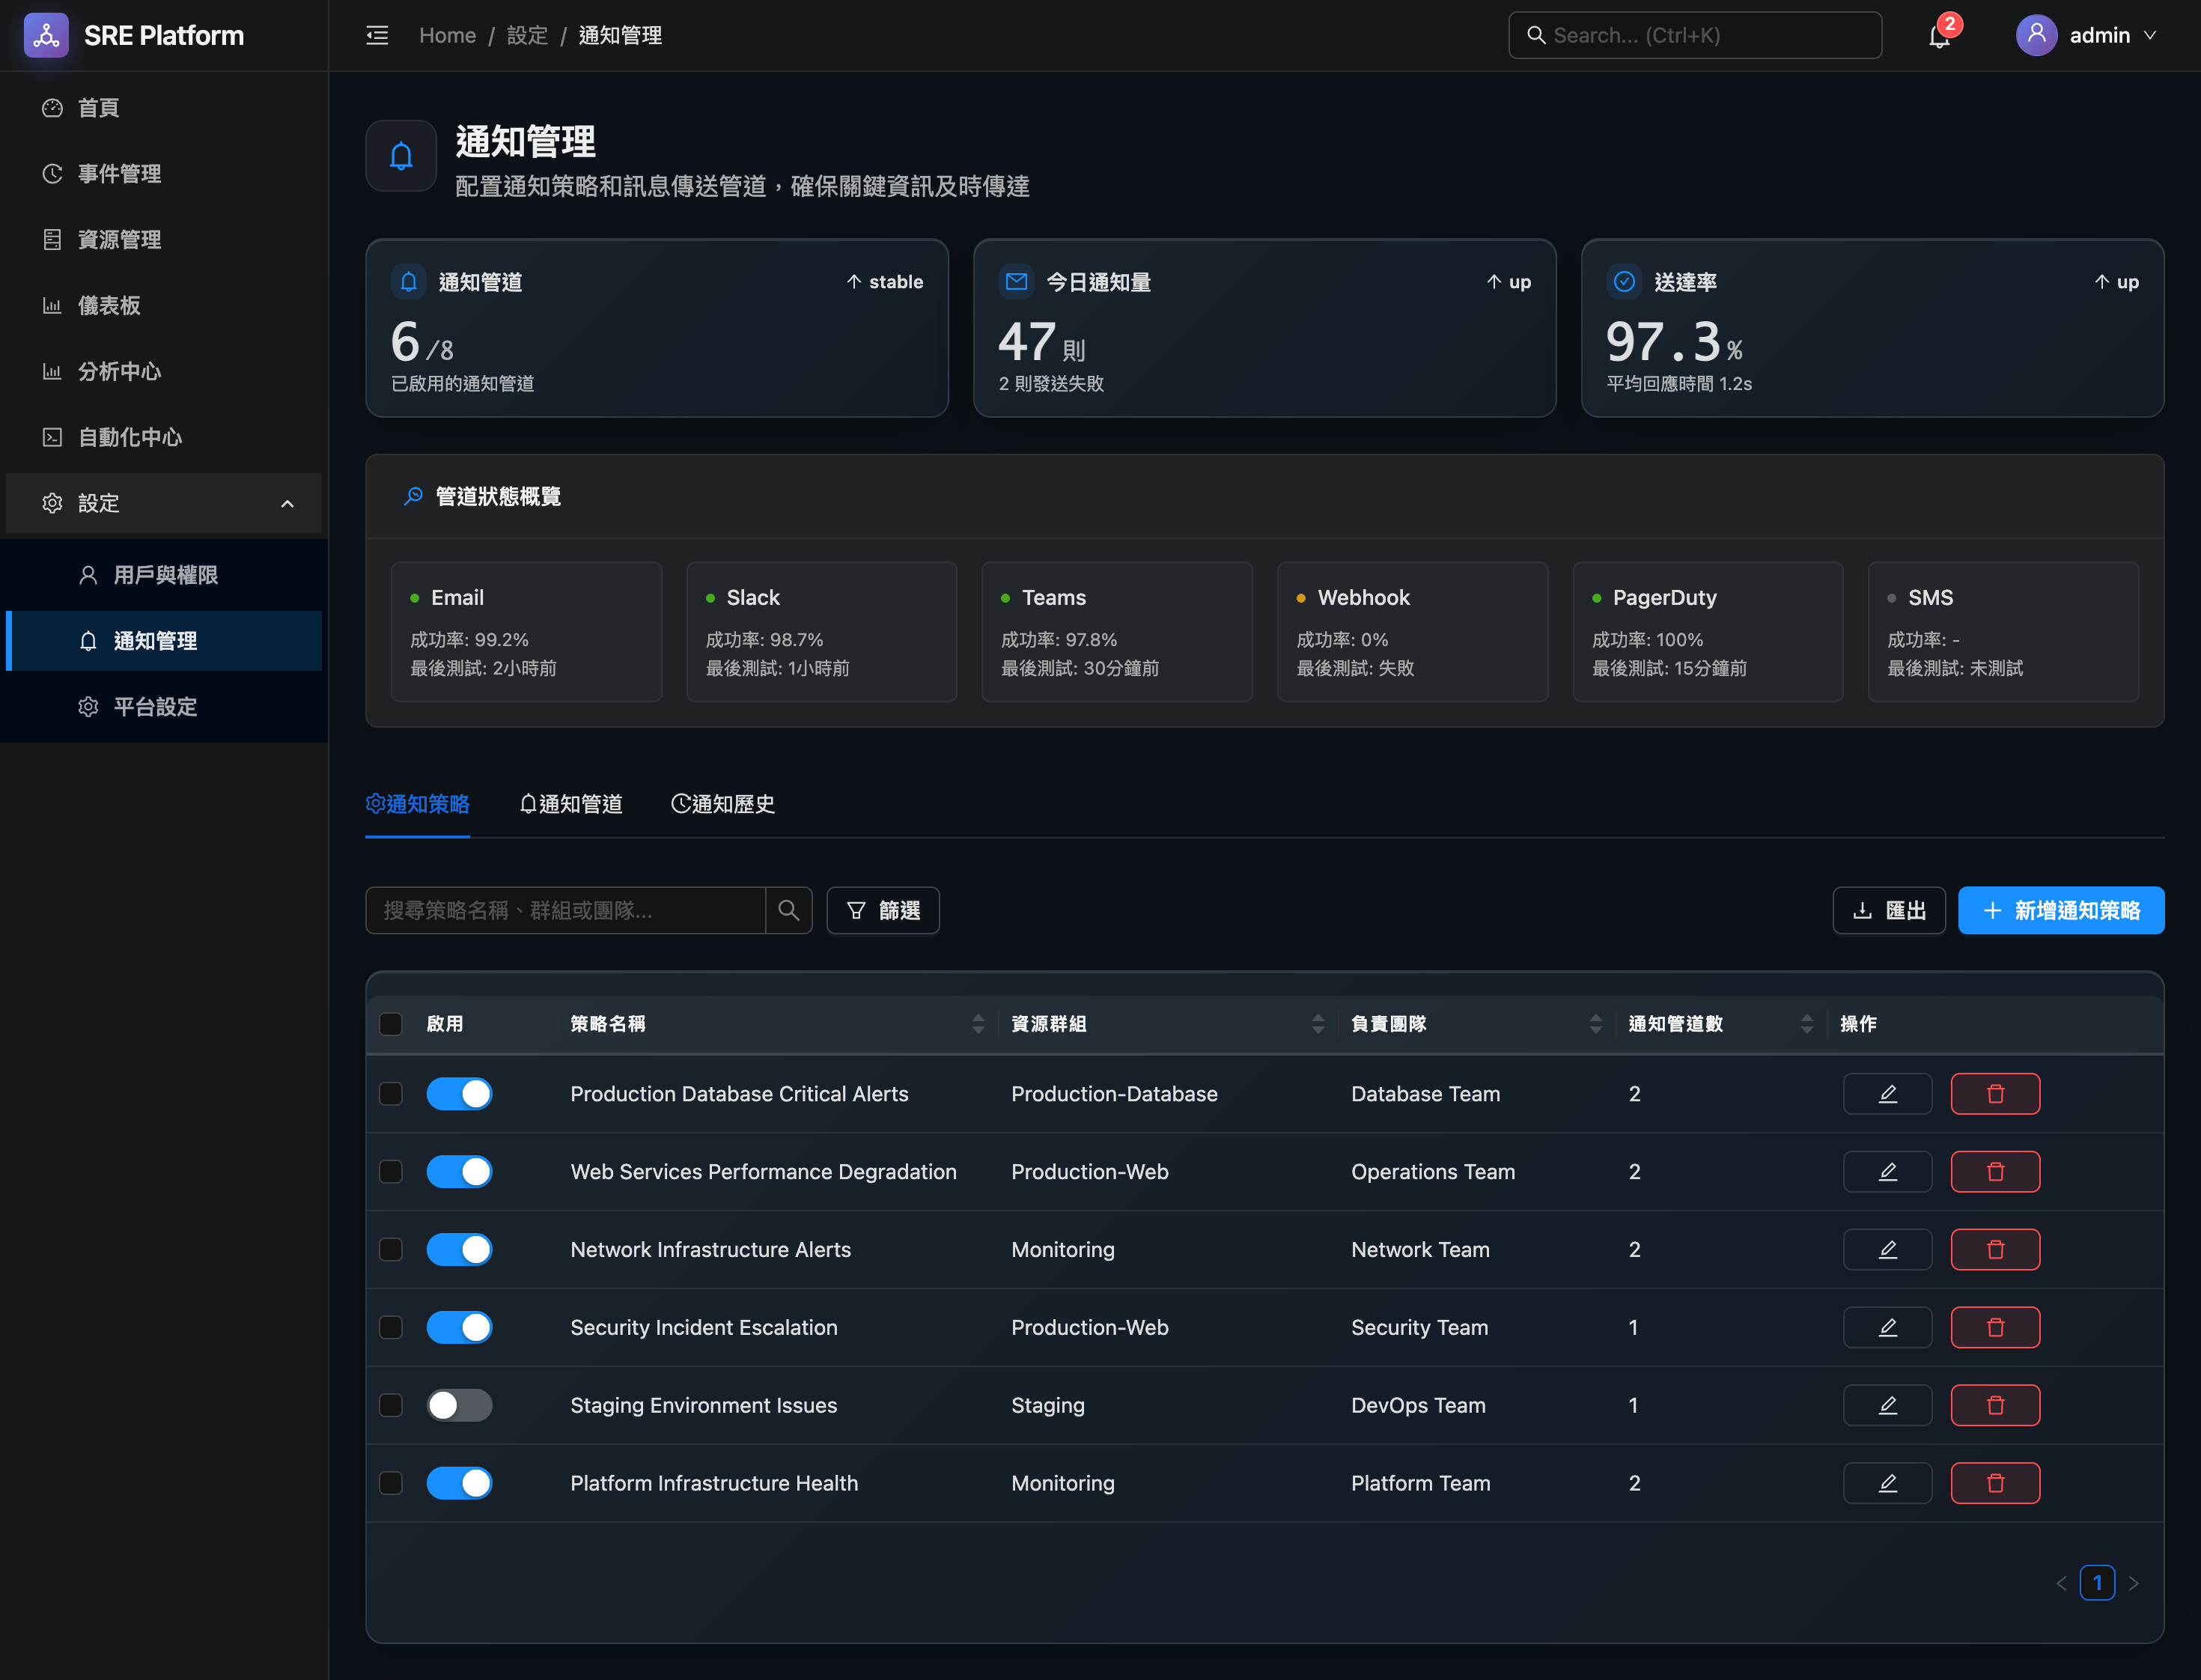 SRE Platform
Home / 設定 / 通知管理
Search... (Ctrl+K)
2
admin
首頁
事件管理
資源管理
儀表板
分析中心
自動化中心
設定
用戶與權限
通知管理
平台設定
通知管理
配置通知策略和訊息傳送管道，確保關鍵資訊及時傳達
通知管道
stable
6 /8
已啟用的通知管道
今日通知量
up
47 則
2 則發送失敗
送達率
up
97.3 %
平均回應時間 1.2s
管道狀態概覽
Email
成功率: 99.2%
最後測試: 2小時前
Slack
成功率: 98.7%
最後測試: 1小時前
Teams
成功率: 97.8%
最後測試: 30分鐘前
Webhook
成功率: 0%
最後測試: 失敗
PagerDuty
成功率: 100%
最後測試: 15分鐘前
SMS
成功率: -
最後測試: 未測試
通知策略
通知管道
通知歷史
搜尋策略名稱、群組或團隊...
篩選
匯出
新增通知策略
啟用 策略名稱 資源群組 負責團隊 通知管道數 操作
Production Database Critical Alerts Production-Database Database Team 2
Web Services Performance Degradation Production-Web Operations Team 2
Network Infrastructure Alerts Monitoring Network Team 2
Security Incident Escalation Production-Web Security Team 1
Staging Environment Issues Staging DevOps Team 1
Platform Infrastructure Health Monitoring Platform Team 2
1